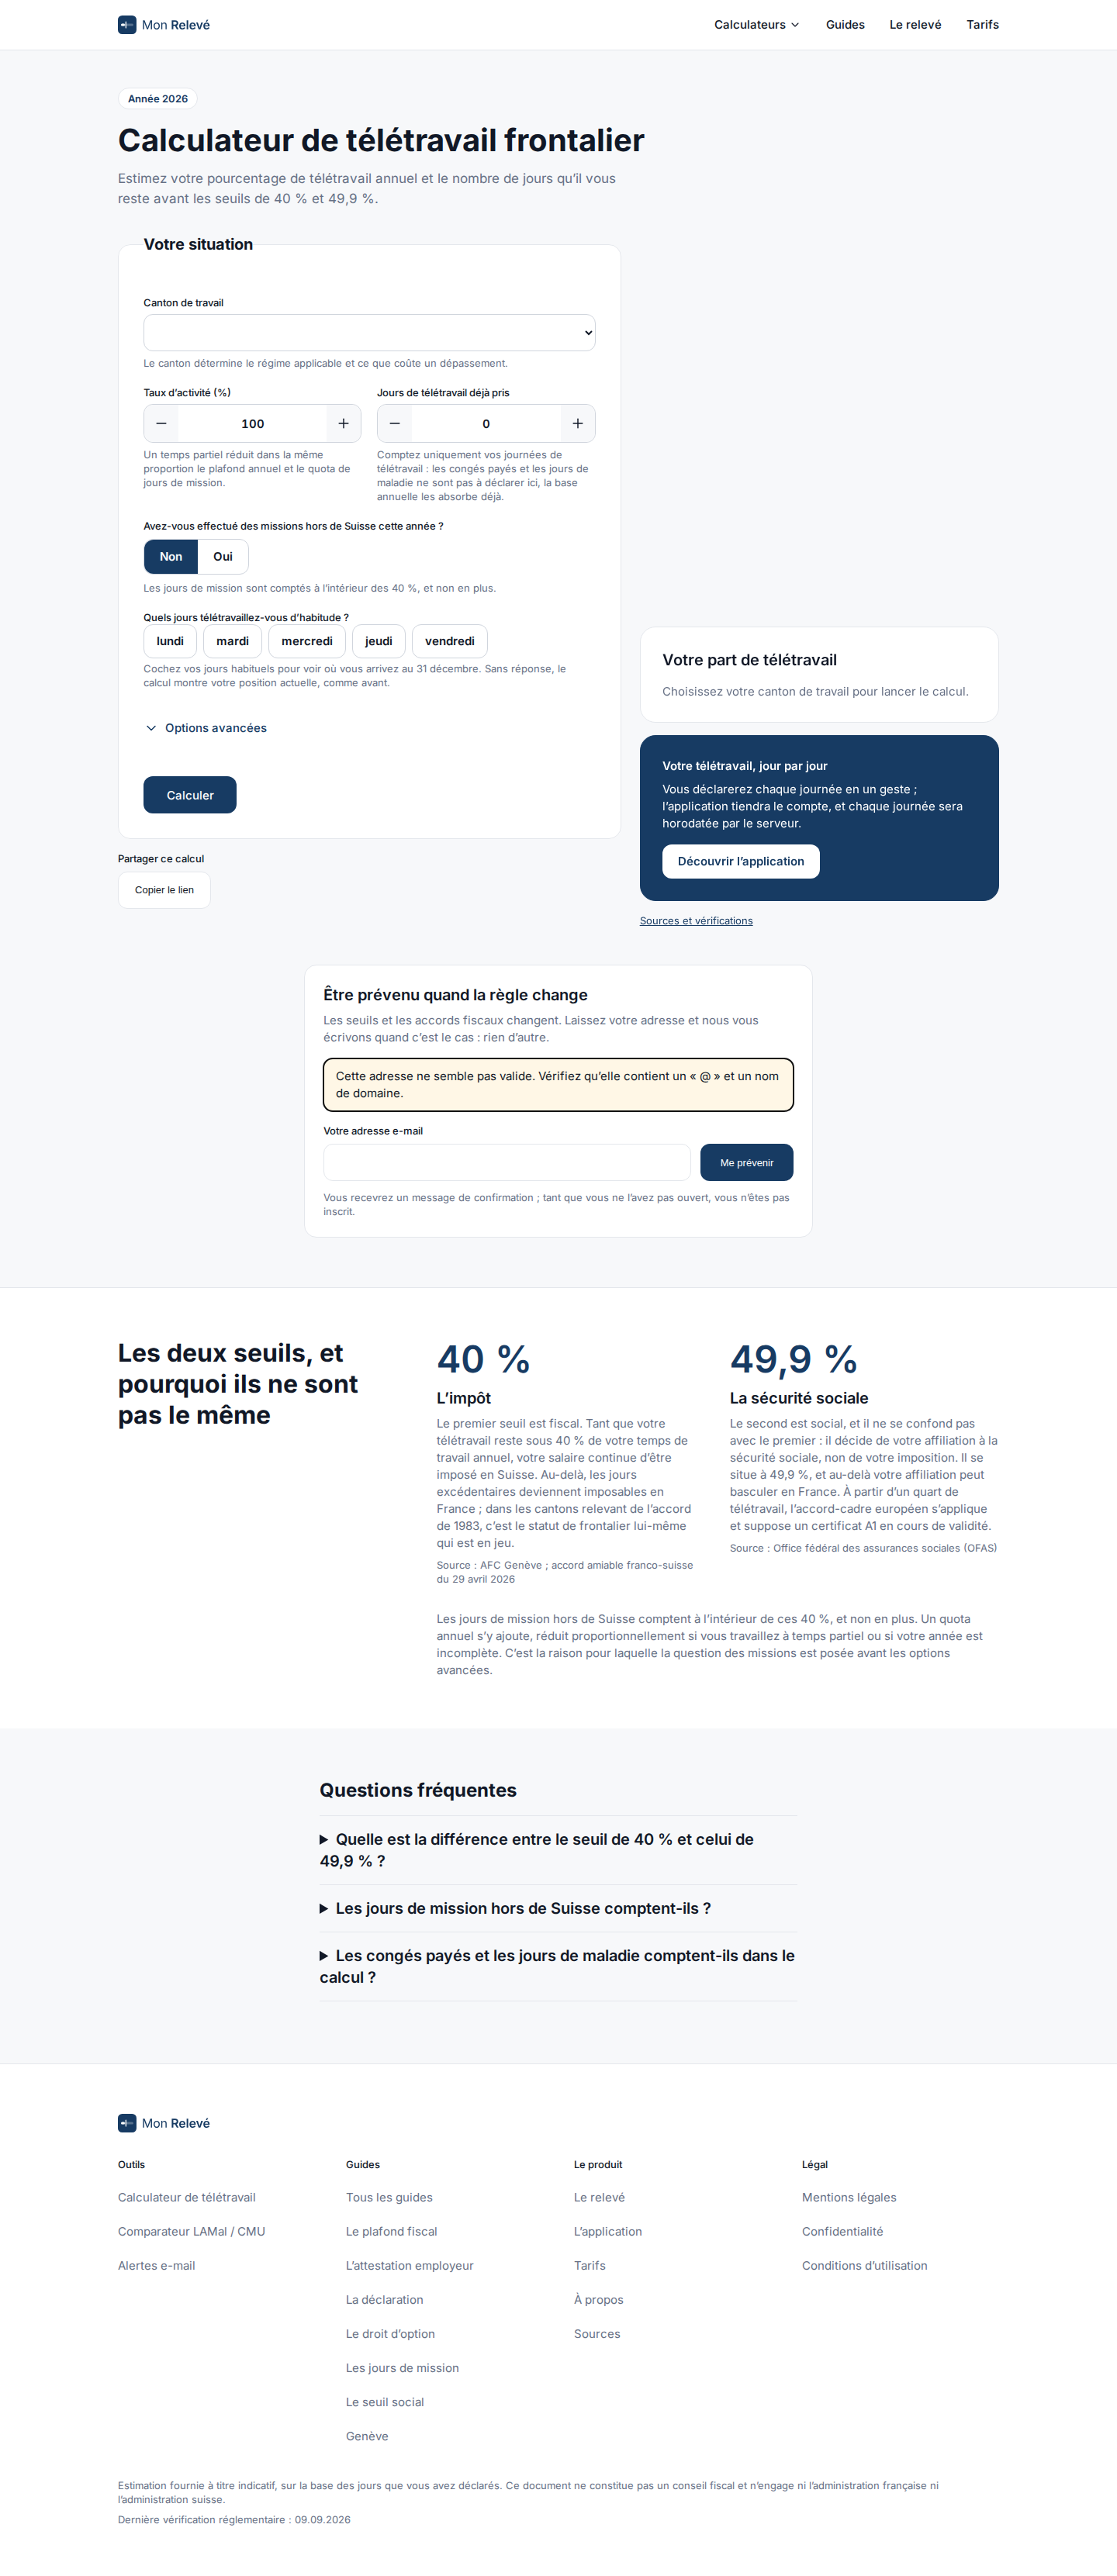 Mon Relevé
Calculateurs
Guides
Le relevé
Tarifs
Année 2026
Calculateur de télétravail frontalier
Estimez votre pourcentage de télétravail annuel et le nombre de jours qu’il vous
reste avant les seuils de 40 % et 49,9 %.
Votre situation
Canton de travail
Le canton détermine le régime applicable et ce que coûte un dépassement.
Taux d’activité (%)
− 100 +
Un temps partiel réduit dans la même
proportion le plafond annuel et le quota de
jours de mission.
Jours de télétravail déjà pris
− 0 +
Comptez uniquement vos journées de
télétravail : les congés payés et les jours de
maladie ne sont pas à déclarer ici, la base
annuelle les absorbe déjà.
Avez-vous effectué des missions hors de Suisse cette année ?
Non Oui
Les jours de mission sont comptés à l’intérieur des 40 %, et non en plus.
Quels jours télétravaillez-vous d’habitude ?
lundi mardi mercredi jeudi vendredi
Cochez vos jours habituels pour voir où vous arrivez au 31 décembre. Sans réponse, le
calcul montre votre position actuelle, comme avant.
Options avancées
Calculer
Partager ce calcul
Copier le lien
Votre part de télétravail
Choisissez votre canton de travail pour lancer le calcul.
Votre télétravail, jour par jour
Vous déclarerez chaque journée en un geste ;
l’application tiendra le compte, et chaque journée sera
horodatée par le serveur.
Découvrir l’application
Sources et vérifications
Être prévenu quand la règle change
Les seuils et les accords fiscaux changent. Laissez votre adresse et nous vous
écrivons quand c’est le cas : rien d’autre.
Cette adresse ne semble pas valide. Vérifiez qu’elle contient un « @ » et un nom
de domaine.
Votre adresse e-mail
Me prévenir
Vous recevrez un message de confirmation ; tant que vous ne l’avez pas ouvert, vous n’êtes pas
inscrit.
Les deux seuils, et
pourquoi ils ne sont
pas le même
40 %
L’impôt
Le premier seuil est fiscal. Tant que votre
télétravail reste sous 40 % de votre temps de
travail annuel, votre salaire continue d’être
imposé en Suisse. Au-delà, les jours
excédentaires deviennent imposables en
France ; dans les cantons relevant de l’accord
de 1983, c’est le statut de frontalier lui-même
qui est en jeu.
Source : AFC Genève ; accord amiable franco-suisse
du 29 avril 2026
49,9 %
La sécurité sociale
Le second est social, et il ne se confond pas
avec le premier : il décide de votre affiliation à la
sécurité sociale, non de votre imposition. Il se
situe à 49,9 %, et au-delà votre affiliation peut
basculer en France. À partir d’un quart de
télétravail, l’accord-cadre européen s’applique
et suppose un certificat A1 en cours de validité.
Source : Office fédéral des assurances sociales (OFAS)
Les jours de mission hors de Suisse comptent à l’intérieur de ces 40 %, et non en plus. Un quota
annuel s’y ajoute, réduit proportionnellement si vous travaillez à temps partiel ou si votre année est
incomplète. C’est la raison pour laquelle la question des missions est posée avant les options
avancées.
Questions fréquentes
Quelle est la différence entre le seuil de 40 % et celui de
49,9 % ?
Les jours de mission hors de Suisse comptent-ils ?
Les congés payés et les jours de maladie comptent-ils dans le
calcul ?
Mon Relevé
Outils
Calculateur de télétravail
Comparateur LAMal / CMU
Alertes e-mail
Guides
Tous les guides
Le plafond fiscal
L’attestation employeur
La déclaration
Le droit d’option
Les jours de mission
Le seuil social
Genève
Le produit
Le relevé
L’application
Tarifs
À propos
Sources
Légal
Mentions légales
Confidentialité
Conditions d’utilisation
Estimation fournie à titre indicatif, sur la base des jours que vous avez déclarés. Ce document ne constitue pas un conseil fiscal et n’engage ni l’administration française ni
l’administration suisse.
Dernière vérification réglementaire : 09.09.2026